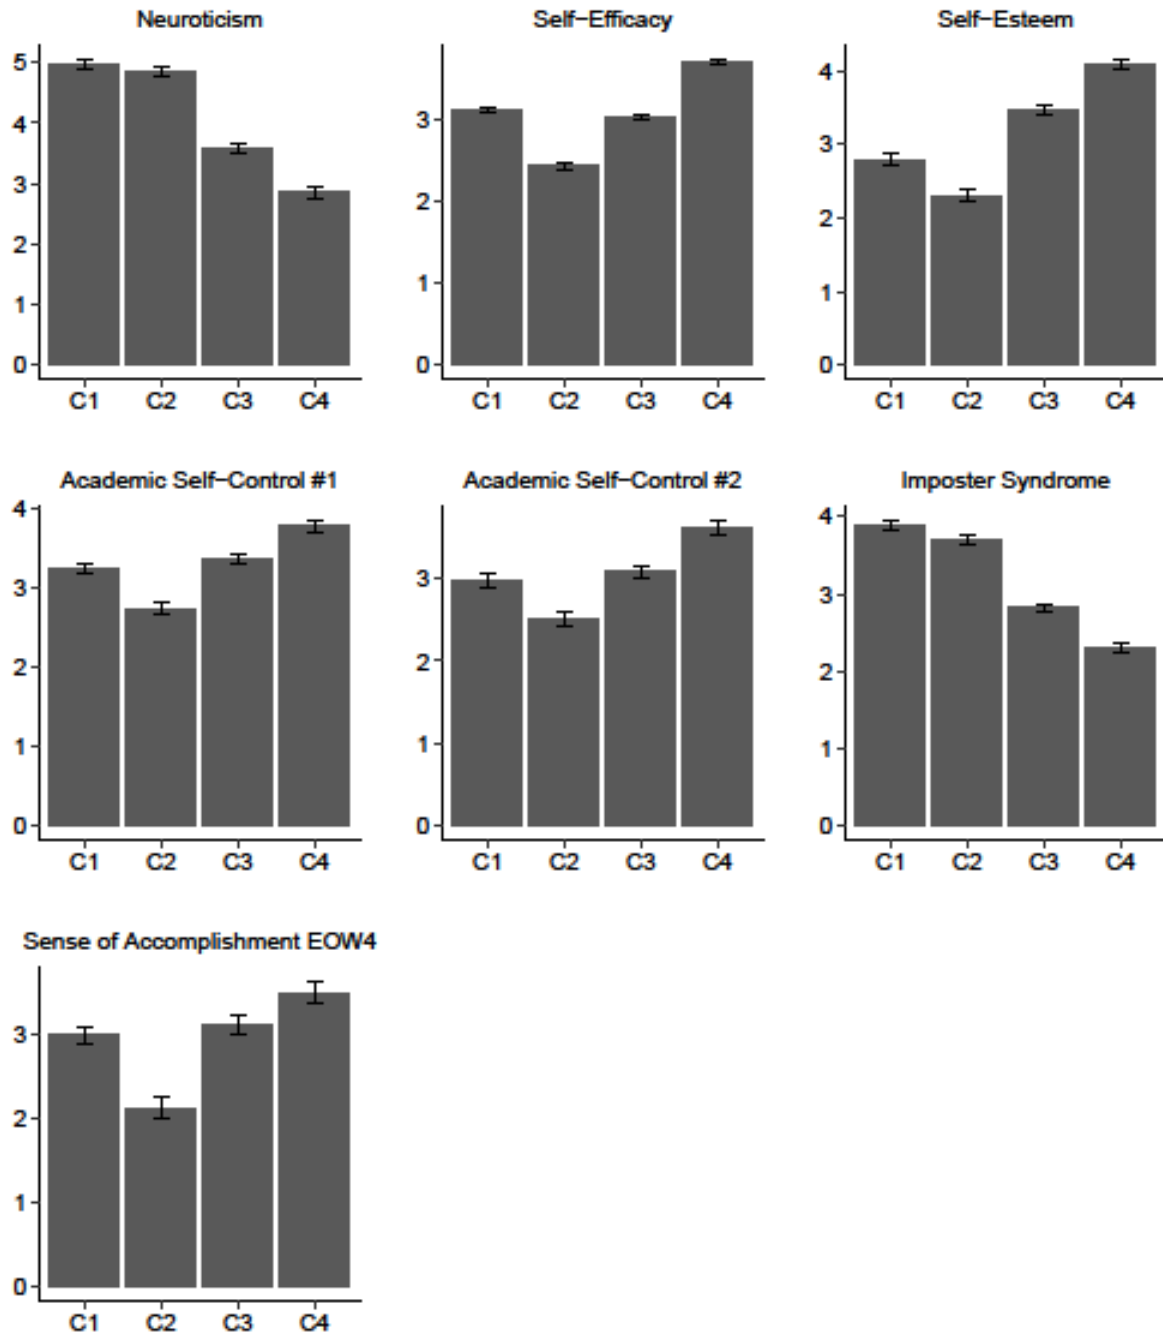 Neuroticism
5
4
3
2
1
0
C1 C2 C3 C4
Self-Efficacy
3
2
1
0
C1 C2 C3 C4
Self-Esteem
4
3
2
1
0
C1 C2 C3 C4
Academic Self-Control #1
4
3
2
1
0
C1 C2 C3 C4
Academic Self-Control #2
3
2
1
0
C1 C2 C3 C4
Imposter Syndrome
4
3
2
1
0
C1 C2 C3 C4
Sense of Accomplishment EOW4
3
2
1
0
C1 C2 C3 C4